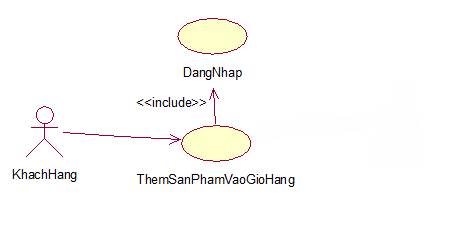 DangNhap
<<include>>
KhachHang
ThemSanPhamVaoGioHang